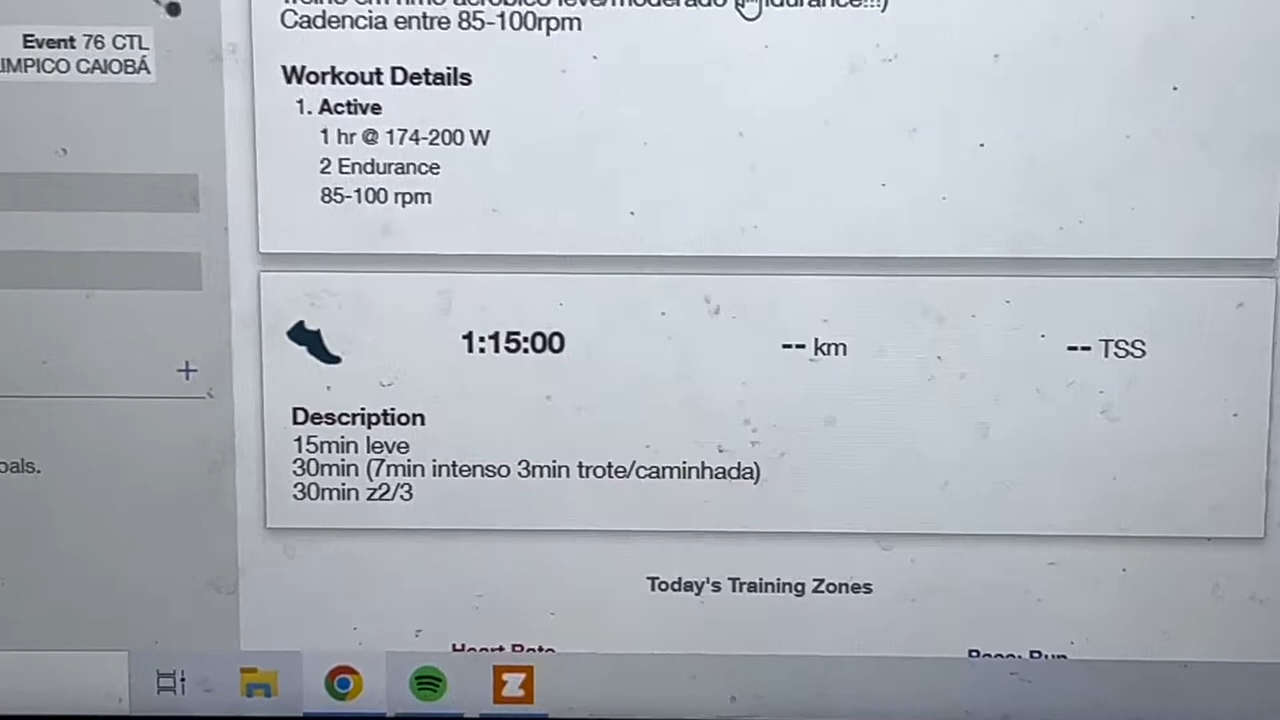 Event 76 CTL
IMPICO CAIOBÁ
Cadencia entre 85-100rpm
Workout Details
1. Active
1 hr @ 174-200 W
2 Endurance
85-100 rpm
+
1:15:00
-- km
-- TSS
Description
15min leve
30min (7min intenso 3min trote/caminhada)
30min z2/3
oals.
Today's Training Zones
Heart Rate